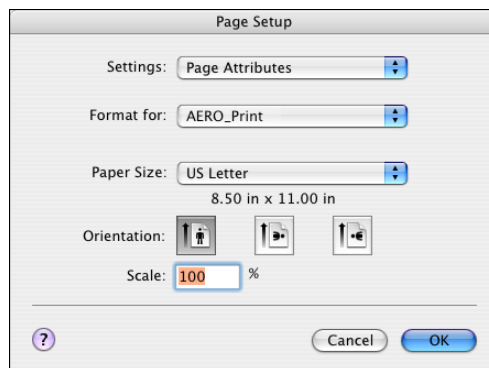 Page Setup
Settings: Page Attributes
Format for: AERO_Print
Paper Size: US Letter
8.50 in x 11.00 in
Orientation:
Scale: 100 %
? Cancel OK